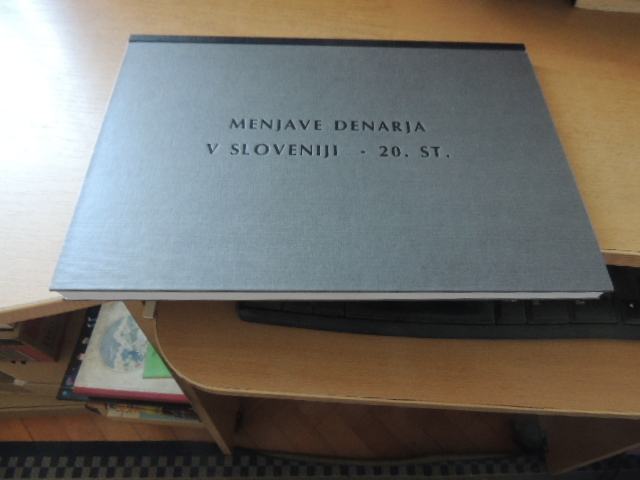 MENJAVE DENARJA
V SLOVENIJI - 20. ST.